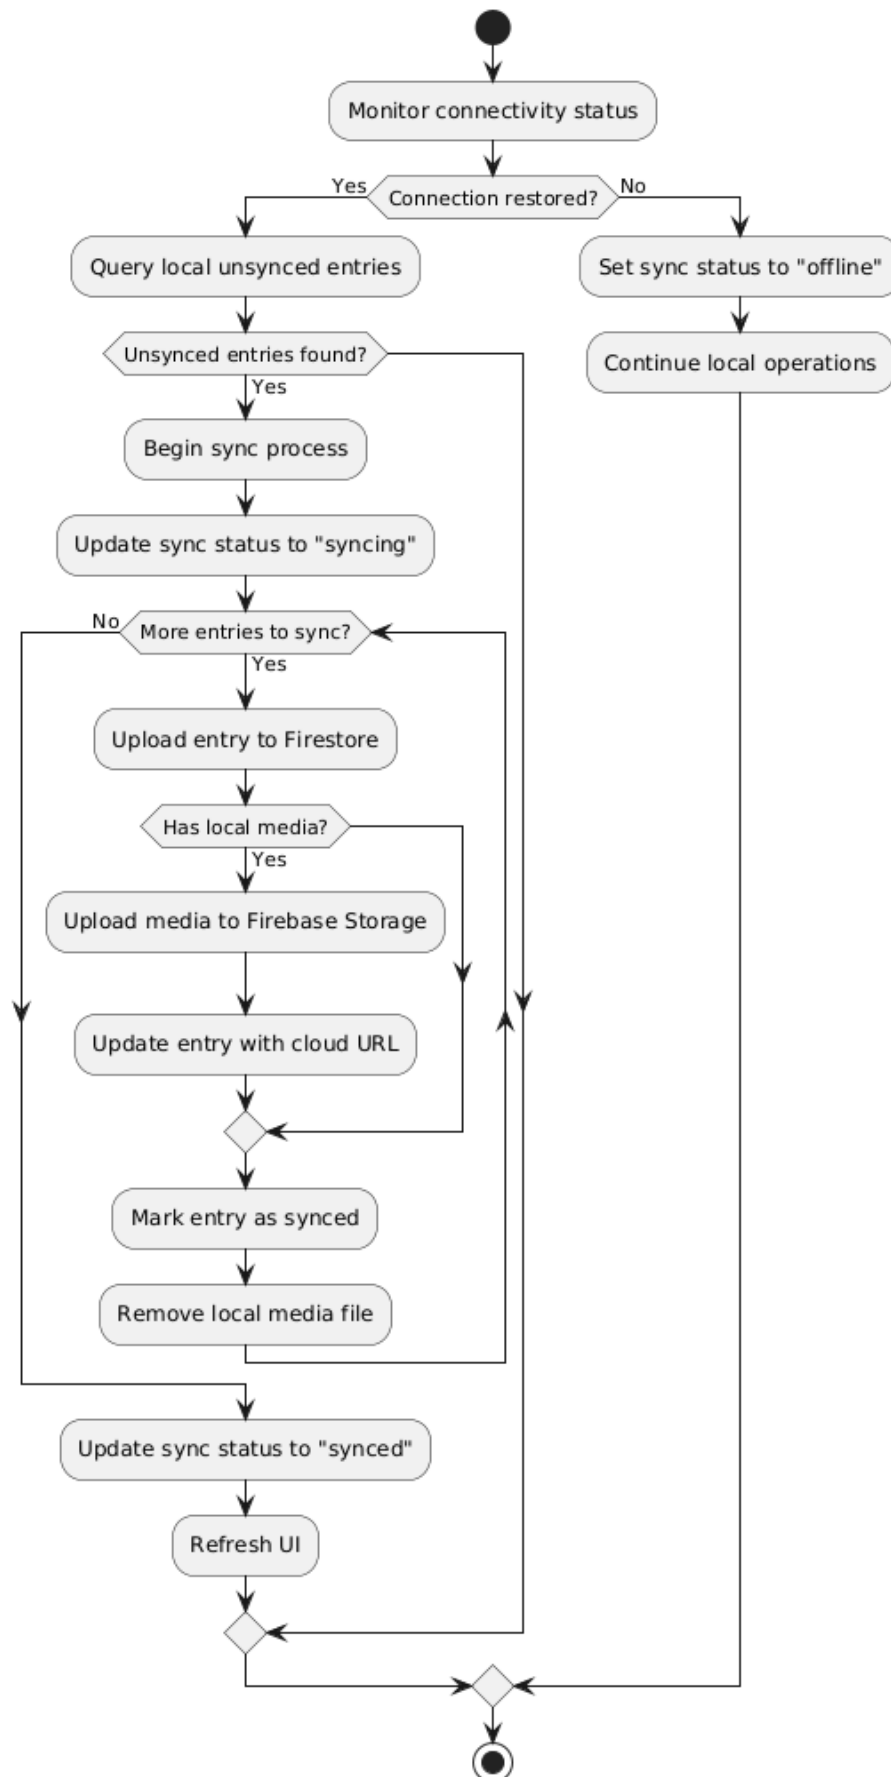 Monitor connectivity status
Yes
Connection restored?
No
Query local unsynced entries
Set sync status to "offline"
Unsynced entries found?
Continue local operations
Yes
Begin sync process
Update sync status to "syncing"
No
More entries to sync?
Yes
Upload entry to Firestore
Has local media?
Yes
Upload media to Firebase Storage
Update entry with cloud URL
Mark entry as synced
Remove local media file
Update sync status to "synced"
Refresh UI